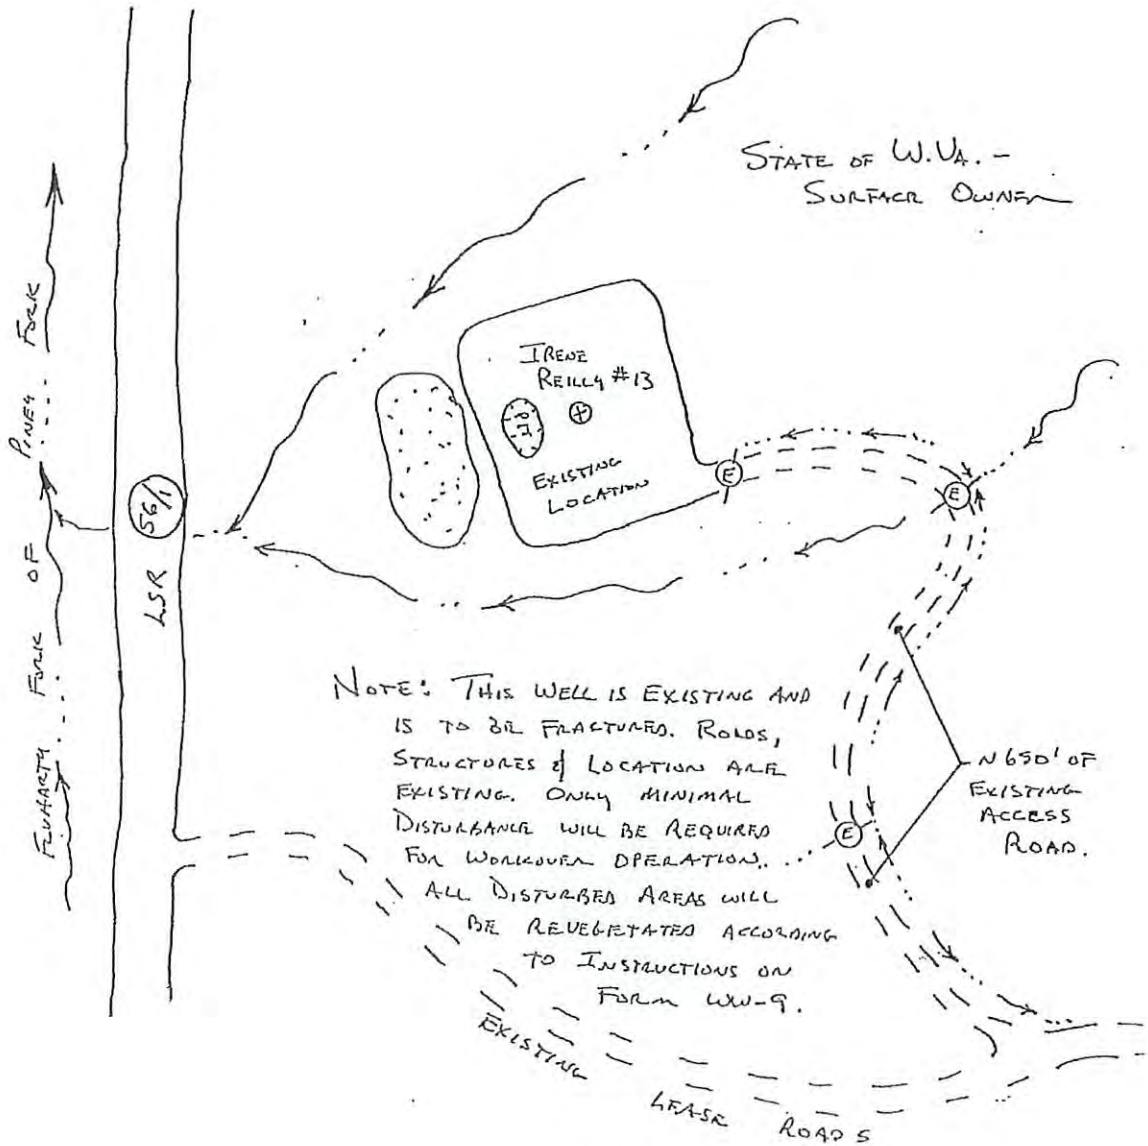 STATE OF W.VA. -
SURFACE OWNER
FLUHARTY FORK OF PINEY FORK
56/1
LSR
IRENE
REILLY #13
PIT
EXISTING
LOCATION
E
E
E
NOTE: THIS WELL IS EXISTING AND
IS TO BE FRACTURED. ROADS,
STRUCTURES & LOCATION ARE
EXISTING. ONLY MINIMAL
DISTURBANCE WILL BE REQUIRED
FOR WORKOVER OPERATION.
ALL DISTURBED AREAS WILL
BE REVEGETATED ACCORDING
TO INSTRUCTIONS ON
FORM WW-9.
~650' OF
EXISTING
ACCESS
ROAD.
EXISTING LEASE ROADS